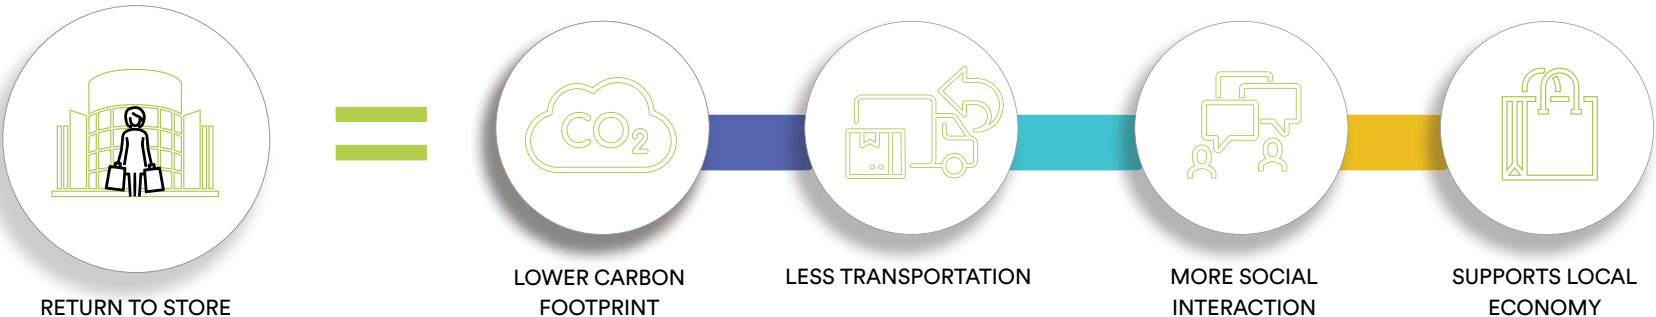 CO2
RETURN TO STORE
LOWER CARBON
FOOTPRINT
LESS TRANSPORTATION
MORE SOCIAL
INTERACTION
SUPPORTS LOCAL
ECONOMY